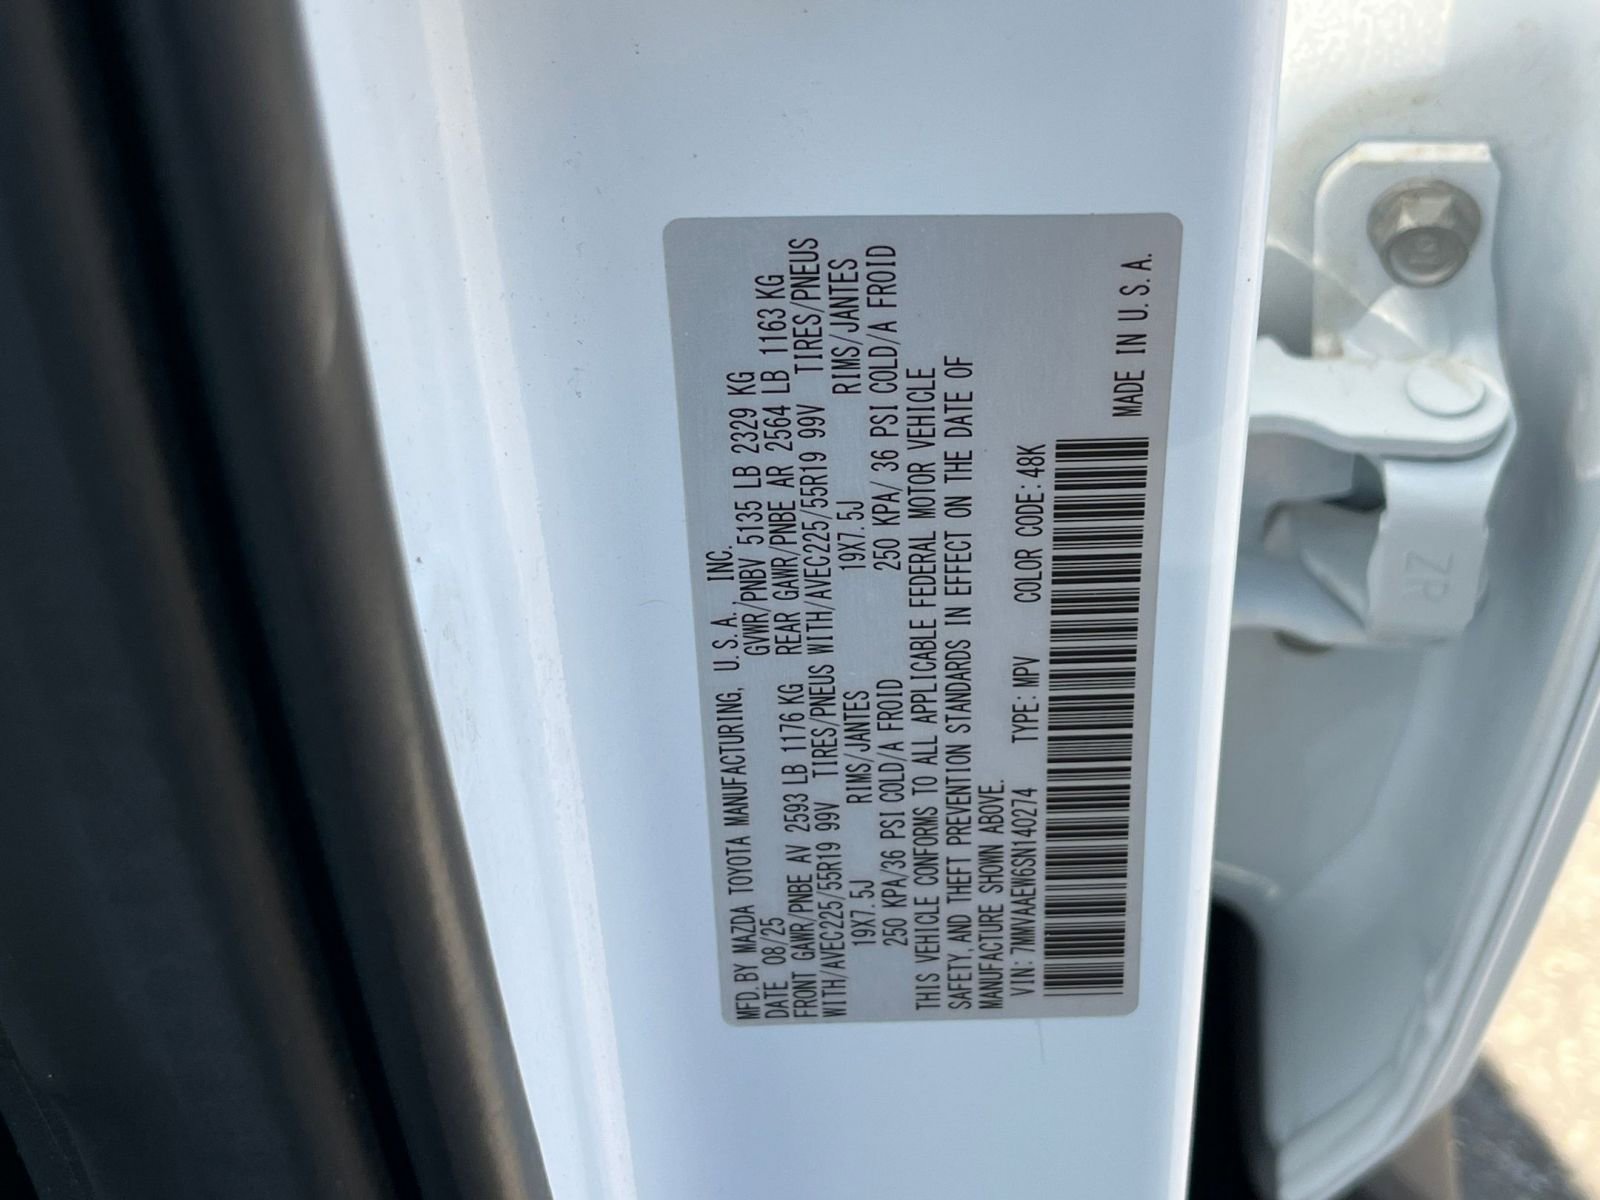 MFD. BY MAZDA TOYOTA MANUFACTURING, U. S. A., INC.
DATE 08/25 GVWR/PNBV 5135 LB 2329 KG
FRONT GAWR/PNBE AV 2593 LB 1176 KG REAR GAWR/PNBE AR 2564 LB 1163 KG
WITH/AVEC225/55R19 99V TIRES/PNEUS WITH/AVEC225/55R19 99V TIRES/PNEUS
19X7. 5J RIMS/JANTES 19X7. 5J RIMS/JANTES
250 KPA/36 PSI COLD/A FROID 250 KPA/ 36 PSI COLD/A FROID
THIS VEHICLE CONFORMS TO ALL APPLICABLE FEDERAL MOTOR VEHICLE
SAFETY, AND THEFT PREVENTION STANDARDS IN EFFECT ON THE DATE OF
MANUFACTURE SHOWN ABOVE.
VIN: 7MMVAAEW6SN140274 TYPE: MPV COLOR CODE: 48K
MADE IN U. S. A.
ZR